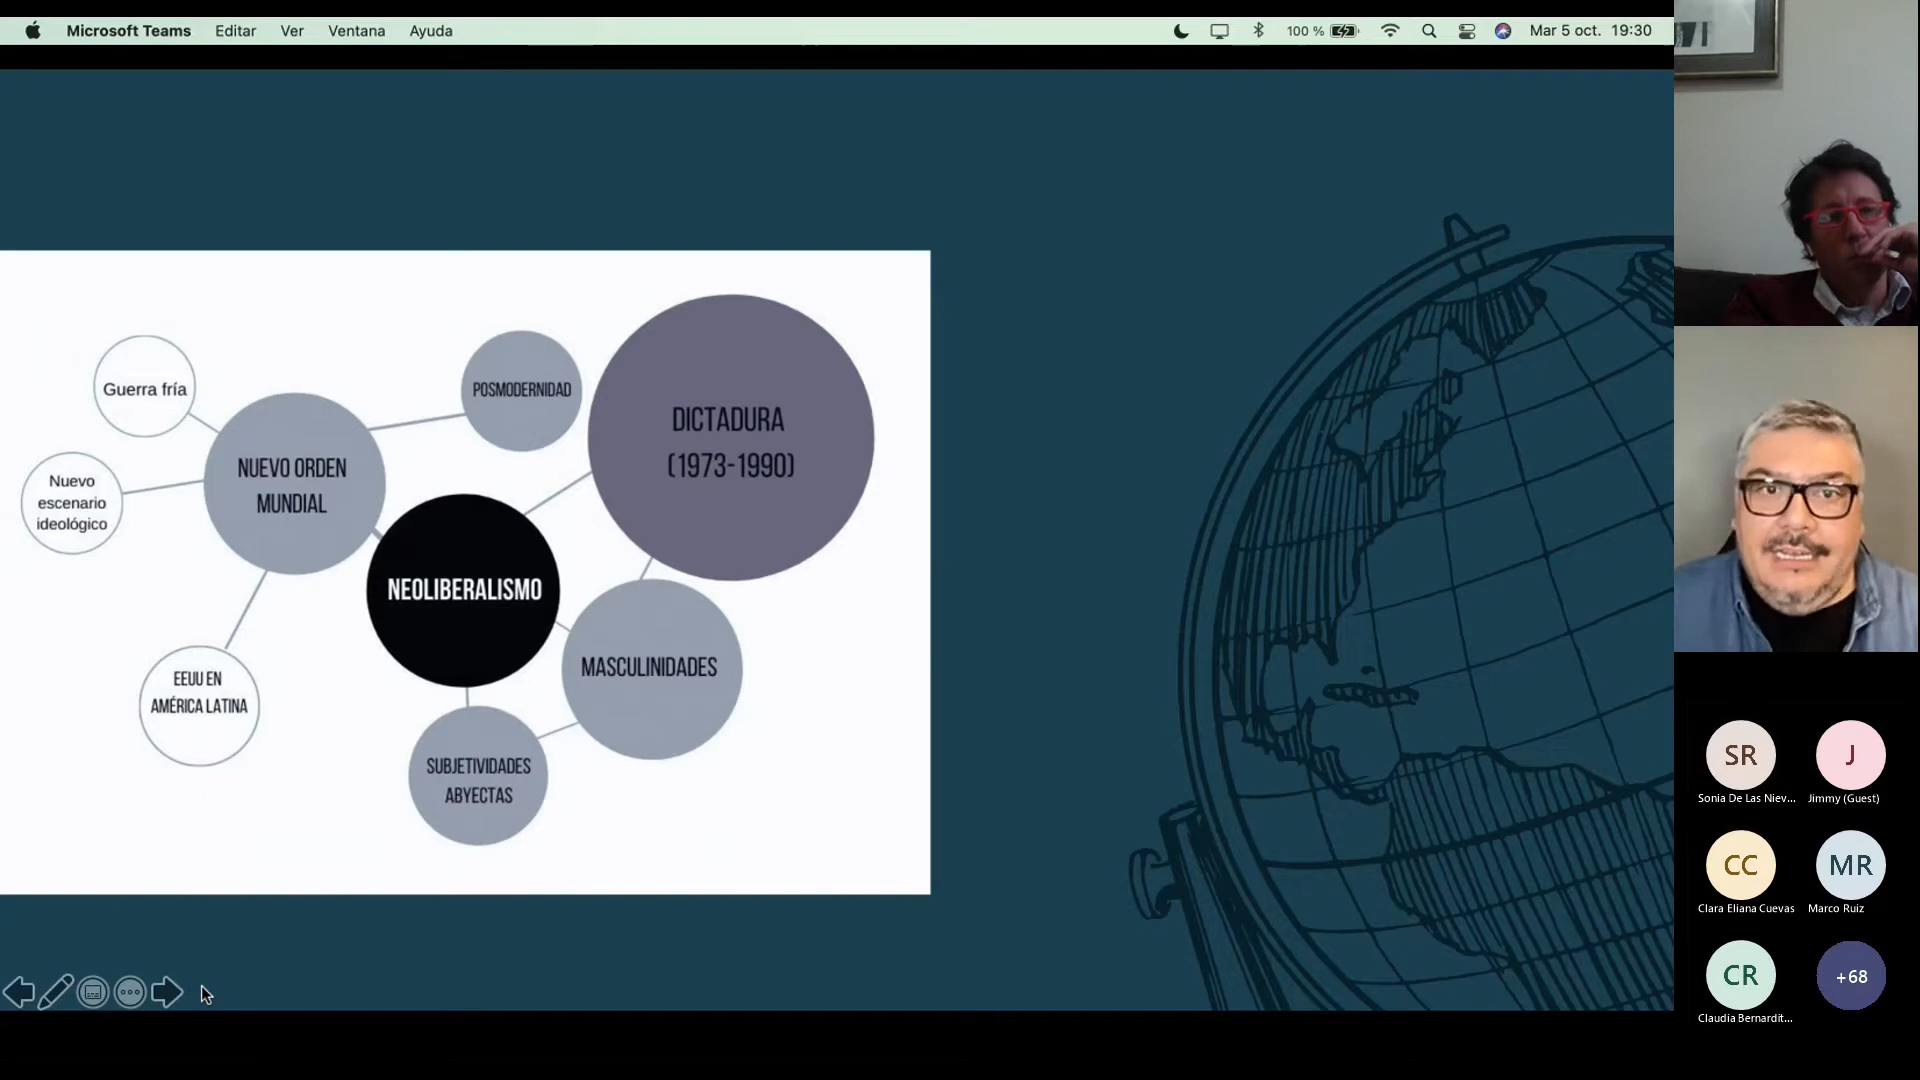 Microsoft Teams Editar Ver Ventana Ayuda 100 % Mar 5 oct. 19:30
Guerra fría
Nuevo
escenario
ideológico
NUEVO ORDEN
MUNDIAL
EEUU EN
AMÉRICA LATINA
POSMODERNIDAD
DICTADURA
(1973-1990)
NEOLIBERALISMO
MASCULINIDADES
SUBJETIVIDADES
ABYECTAS
SR
Sonia De Las Niev...
J
Jimmy (Guest)
CC
Clara Eliana Cuevas
MR
Marco Ruiz
CR
Claudia Bernardit...
+68